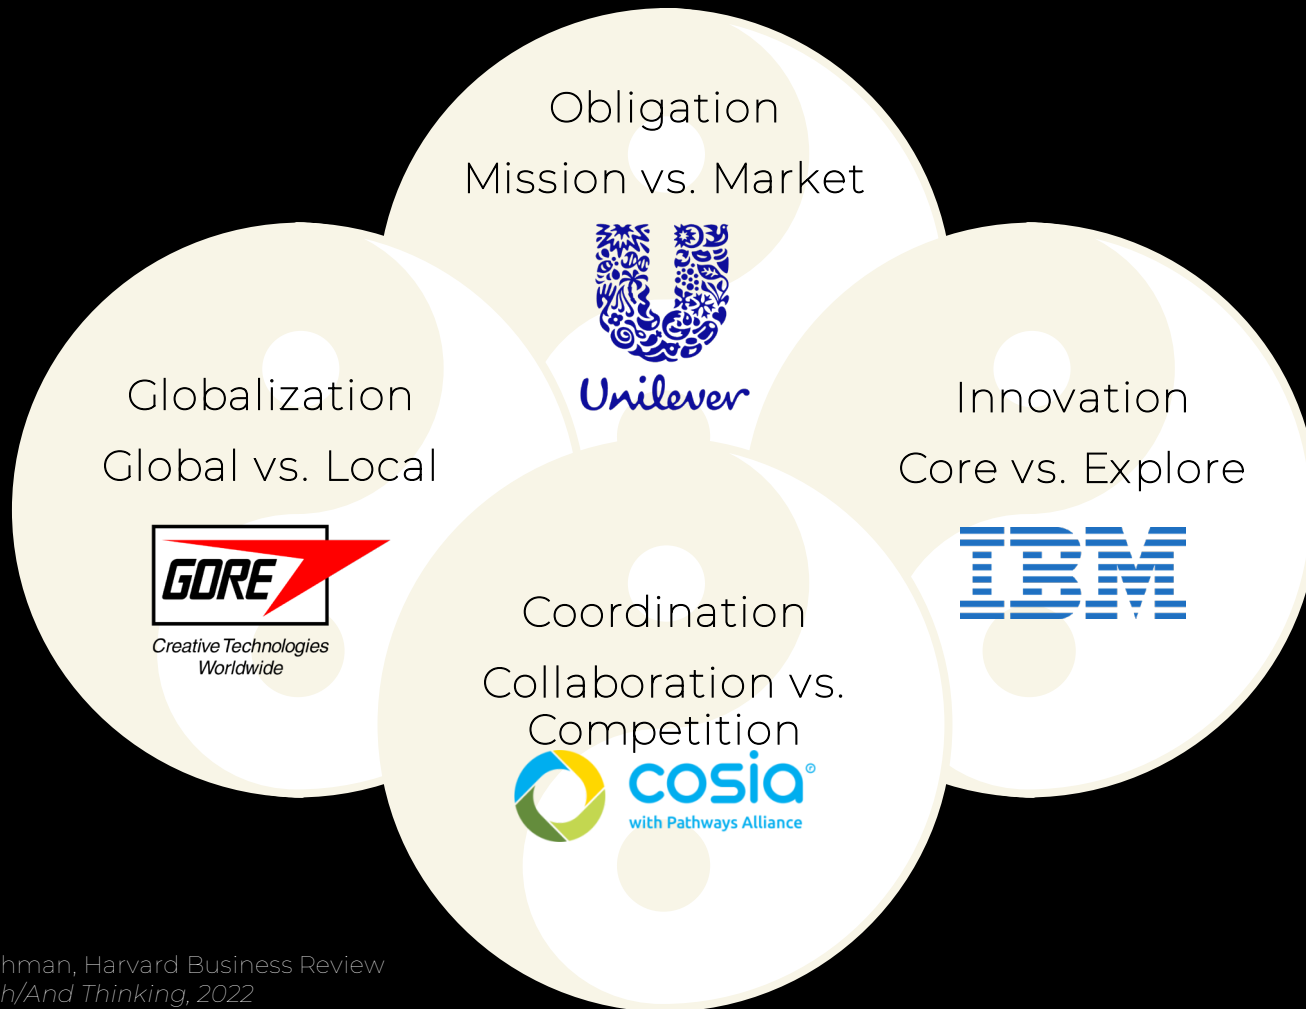 Obligation
Mission vs. Market
Unilever
Globalization
Global vs. Local
GORE
Creative Technologies
Worldwide
Innovation
Core vs. Explore
IBM
Coordination
Collaboration vs.
Competition
cosia®
with Pathways Alliance
hman, Harvard Business Review
h/And Thinking, 2022